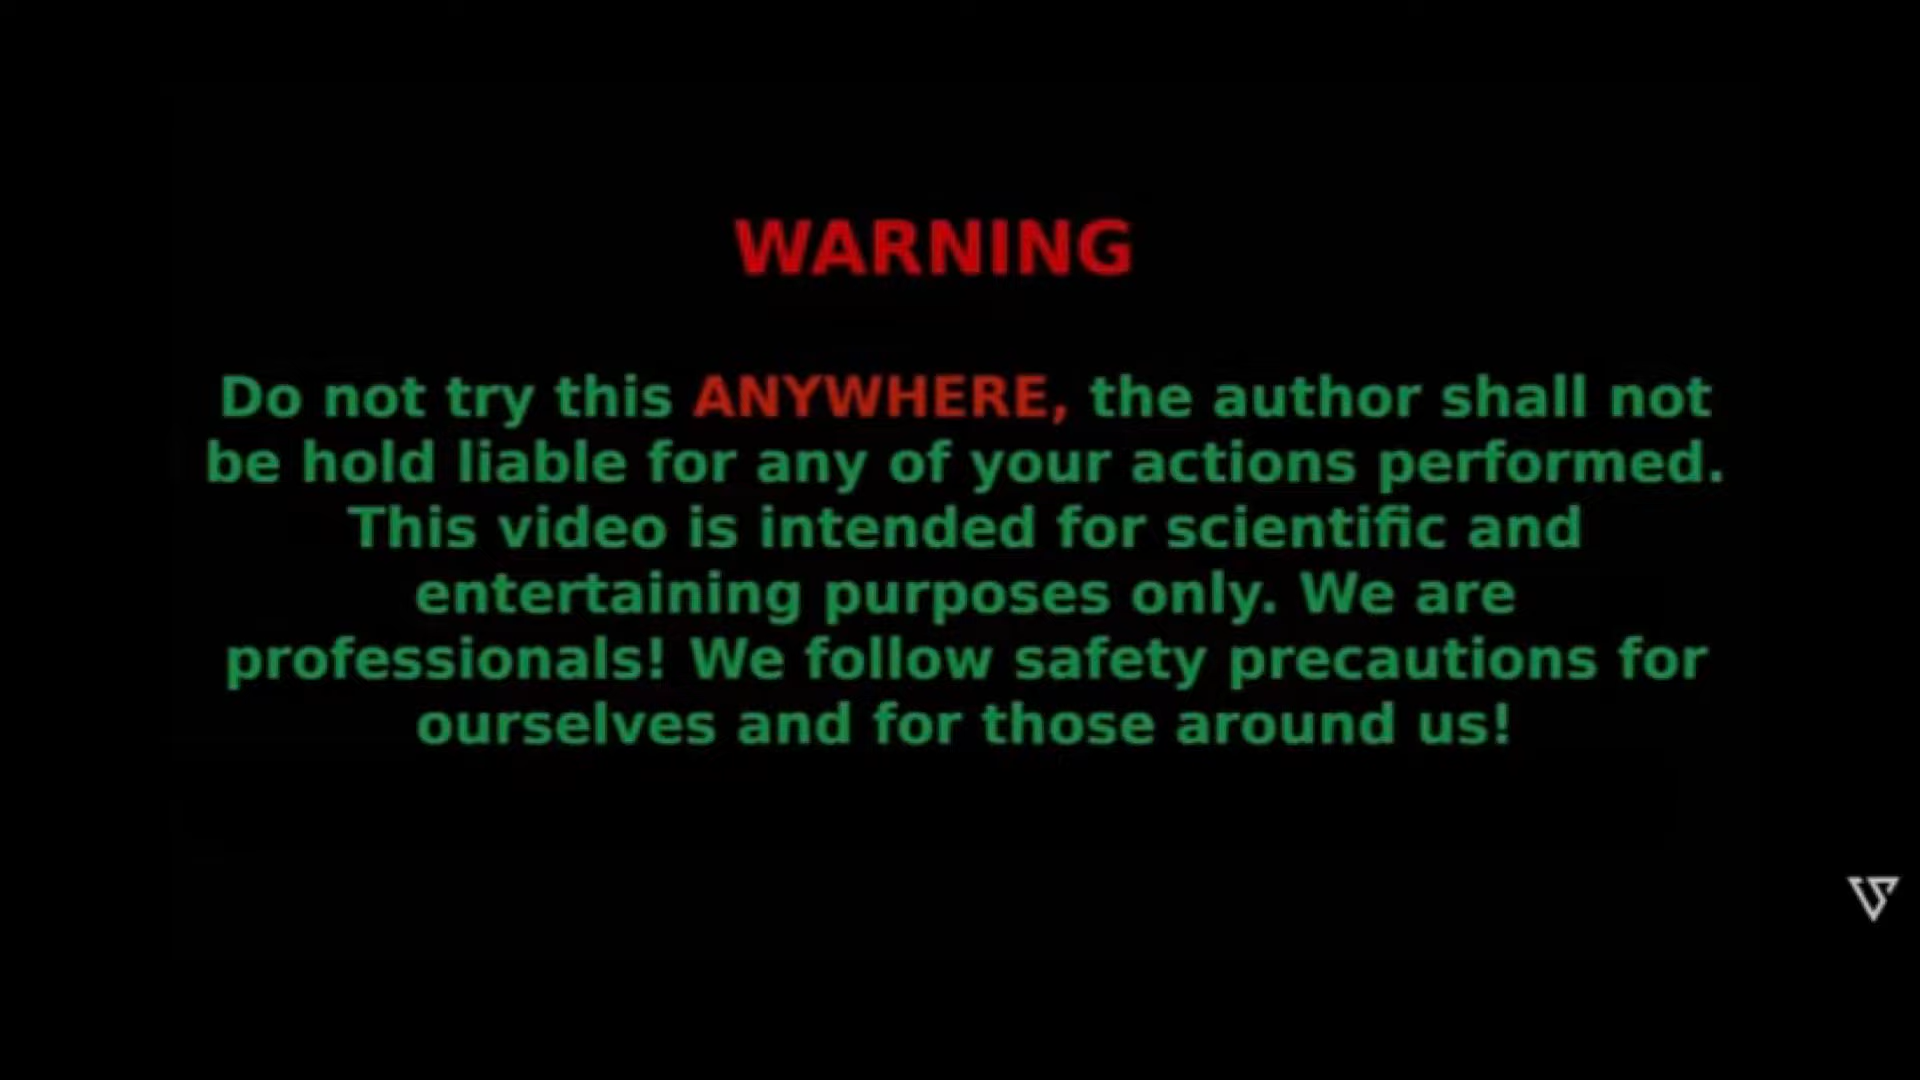 WARNING
Do not try this ANYWHERE, the author shall not
be hold liable for any of your actions performed.
This video is intended for scientific and
entertaining purposes only. We are
professionals! We follow safety precautions for
ourselves and for those around us!